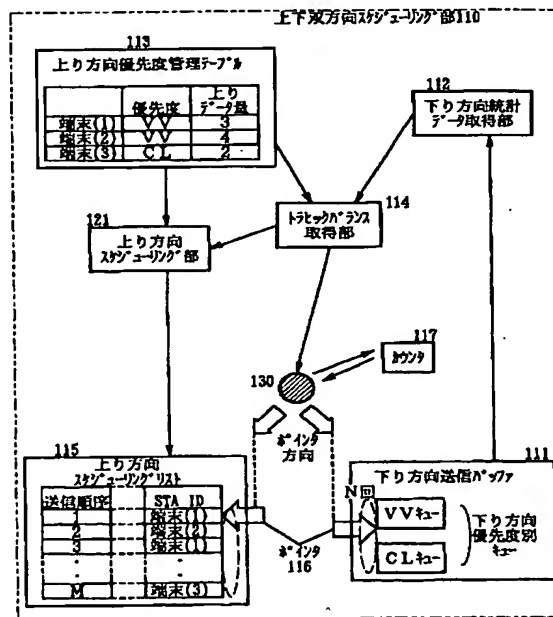 上下双方向スケジューリング部110
113
上り方向優先度管理テーブル
優先度 上りデータ量
端末(1) VV 3
端末(2) VV 4
端末(3) CL 2
112
下り方向統計
データ取得部
114
トラヒックバランス
取得部
121
上り方向
スケジューリング部
117
カウンタ
130
ポインタ
方向
115
上り方向
スケジューリングリスト
送信順序 STA ID
1 端末(1)
2 端末(2)
3 端末(1)
M 端末(3)
ポインタ
116
111
下り方向送信バッファ
N回
VVキュー
CLキュー
下り方向
優先度別
キュー